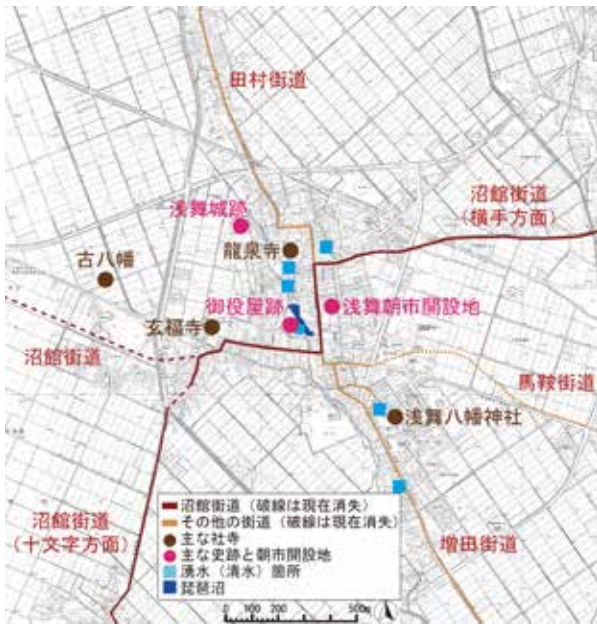 田村街道
沼館街道
(横手方面)
浅舞城跡
龍泉寺
古八幡
御役屋跡
浅舞朝市開設地
玄福寺
沼館街道
馬鞍街道
浅舞八幡神社
沼館街道
(十文字方面)
増田街道
沼館街道(破線は現在消失)
その他の街道(破線は現在消失)
主な社寺
主な史跡と朝市開設地
湧水(清水)箇所
琵琶沼
0 100 200 500m